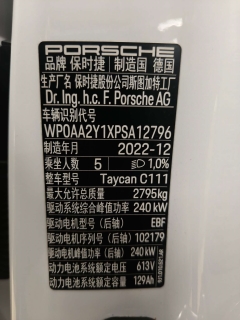 PORSCHE
品牌 保时捷 制造国 德国
生产厂名 保时捷股份公司斯图加特工厂
Dr. Ing. h.c. F. Porsche AG
车辆识别代号
WP0AA2Y1XPSA12796
制造年月 2022-12
乘坐人数 5 1,0%
整车型号 Taycan C111
最大允许总质量 2795kg
驱动系统综合峰值功率 240 kW
驱动电机型号(后轴) EBF
驱动电机序列号(后轴) 102179
驱动电机峰值功率(后轴) 240 kW
动力电池系统额定电压 613V
动力电池系统额定容量 129Ah